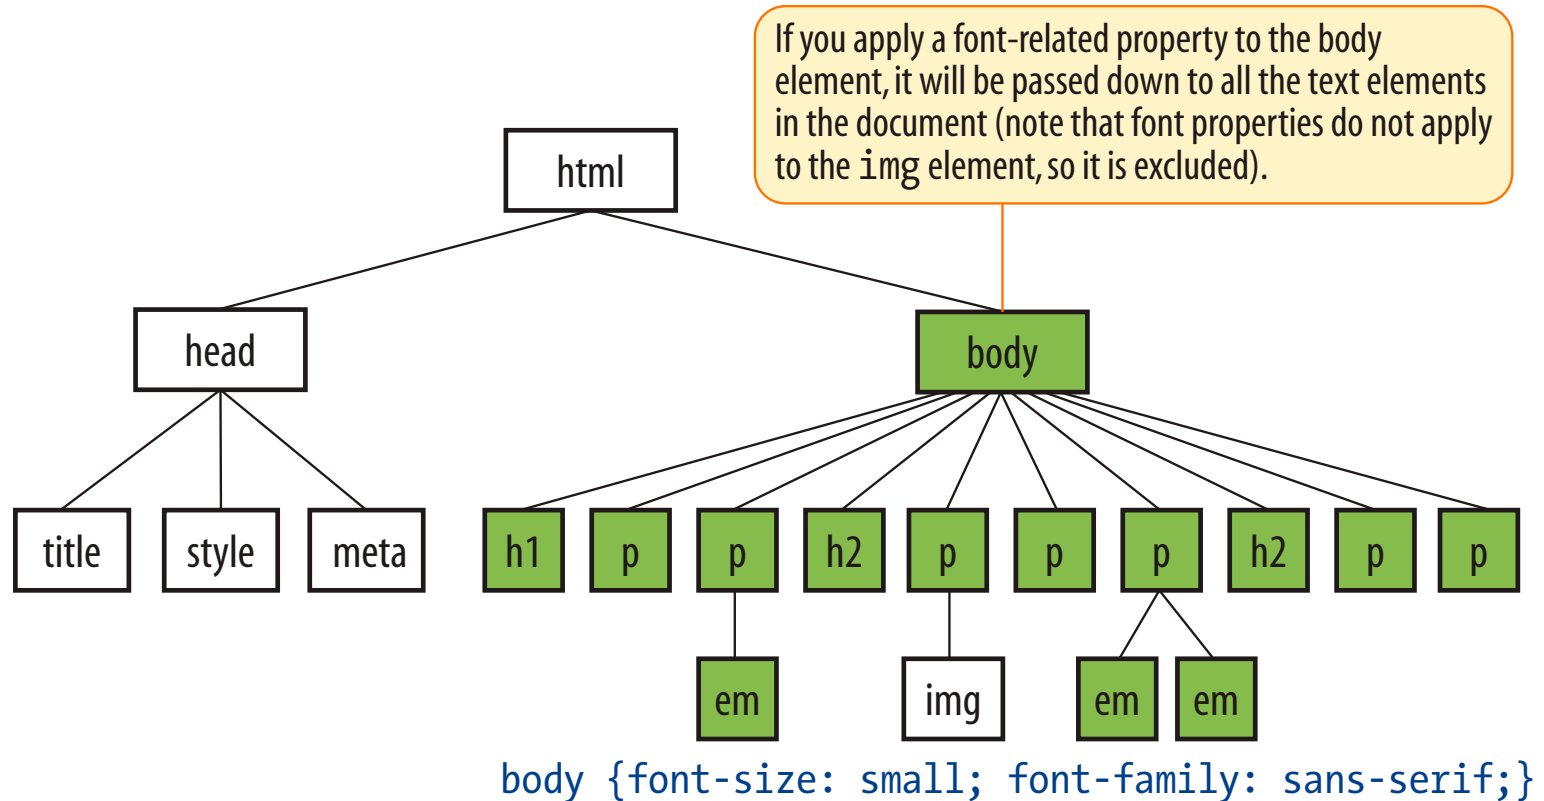 If you apply a font-related property to the body
element, it will be passed down to all the text elements
in the document (note that font properties do not apply
to the img element, so it is excluded).
html
head
body
title
style
meta
h1
p
p
h2
p
p
p
h2
p
p
em
img
em
em
body {font-size: small; font-family: sans-serif;}